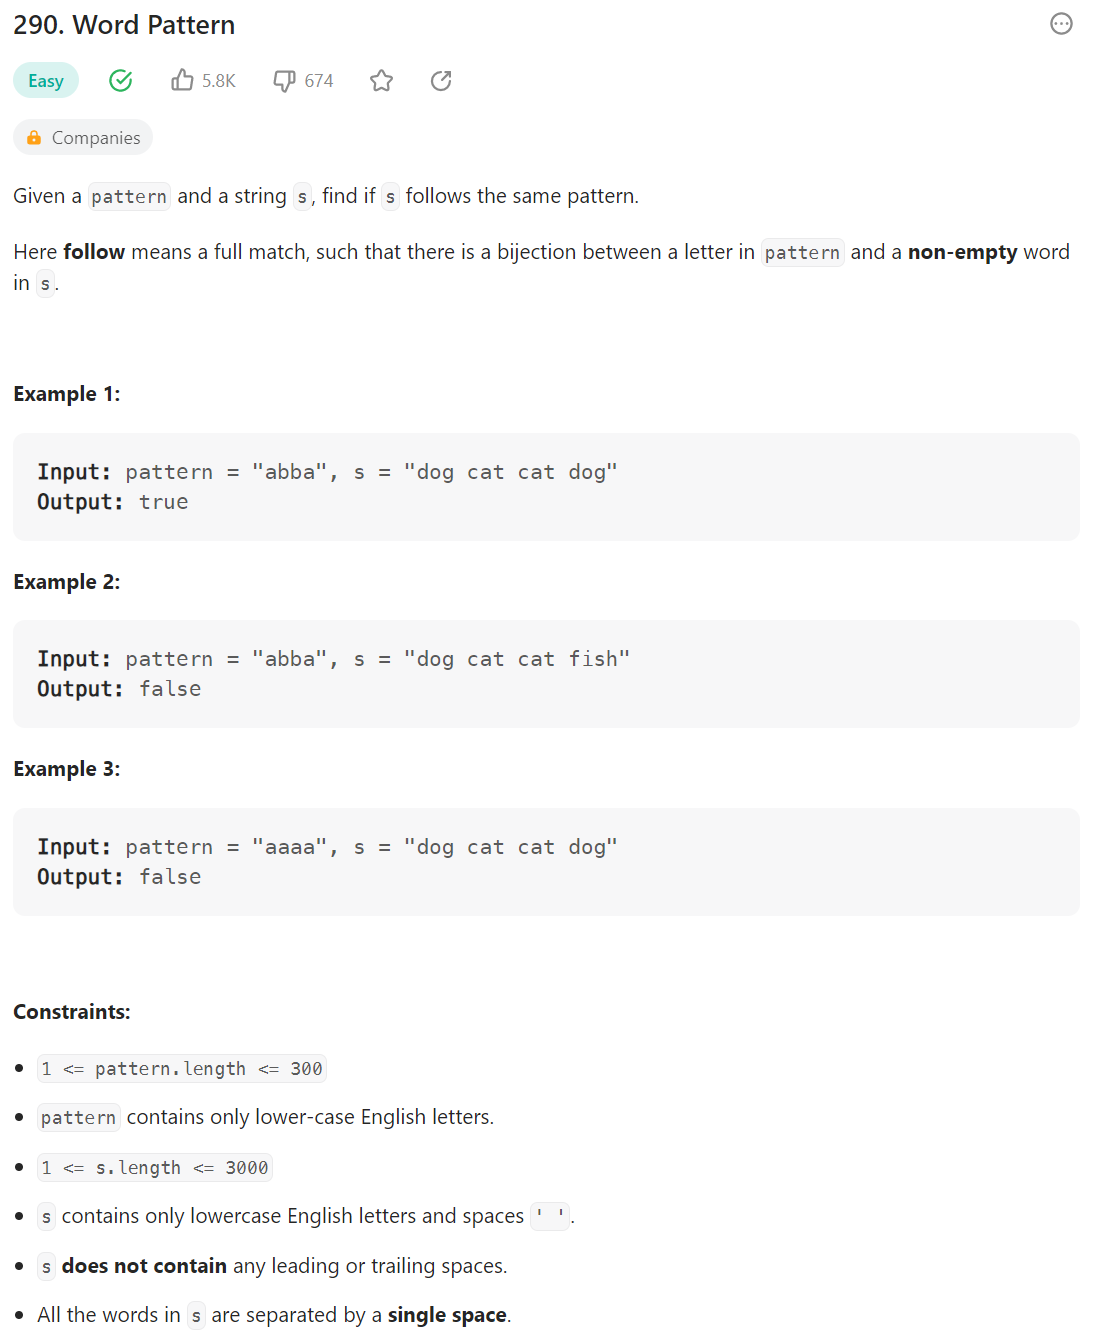 290. Word Pattern
Easy
5.8K
674
Companies
Given a pattern and a string s, find if s follows the same pattern.
Here follow means a full match, such that there is a bijection between a letter in pattern and a non-empty word
in s.
Example 1:
Input: pattern = "abba", s = "dog cat cat dog"
Output: true
Example 2:
Input: pattern = "abba", s = "dog cat cat fish"
Output: false
Example 3:
Input: pattern = "aaaa", s = "dog cat cat dog"
Output: false
Constraints:
1 <= pattern.length <= 300
pattern contains only lower-case English letters.
1 <= s.length <= 3000
s contains only lowercase English letters and spaces ' '.
s does not contain any leading or trailing spaces.
All the words in s are separated by a single space.